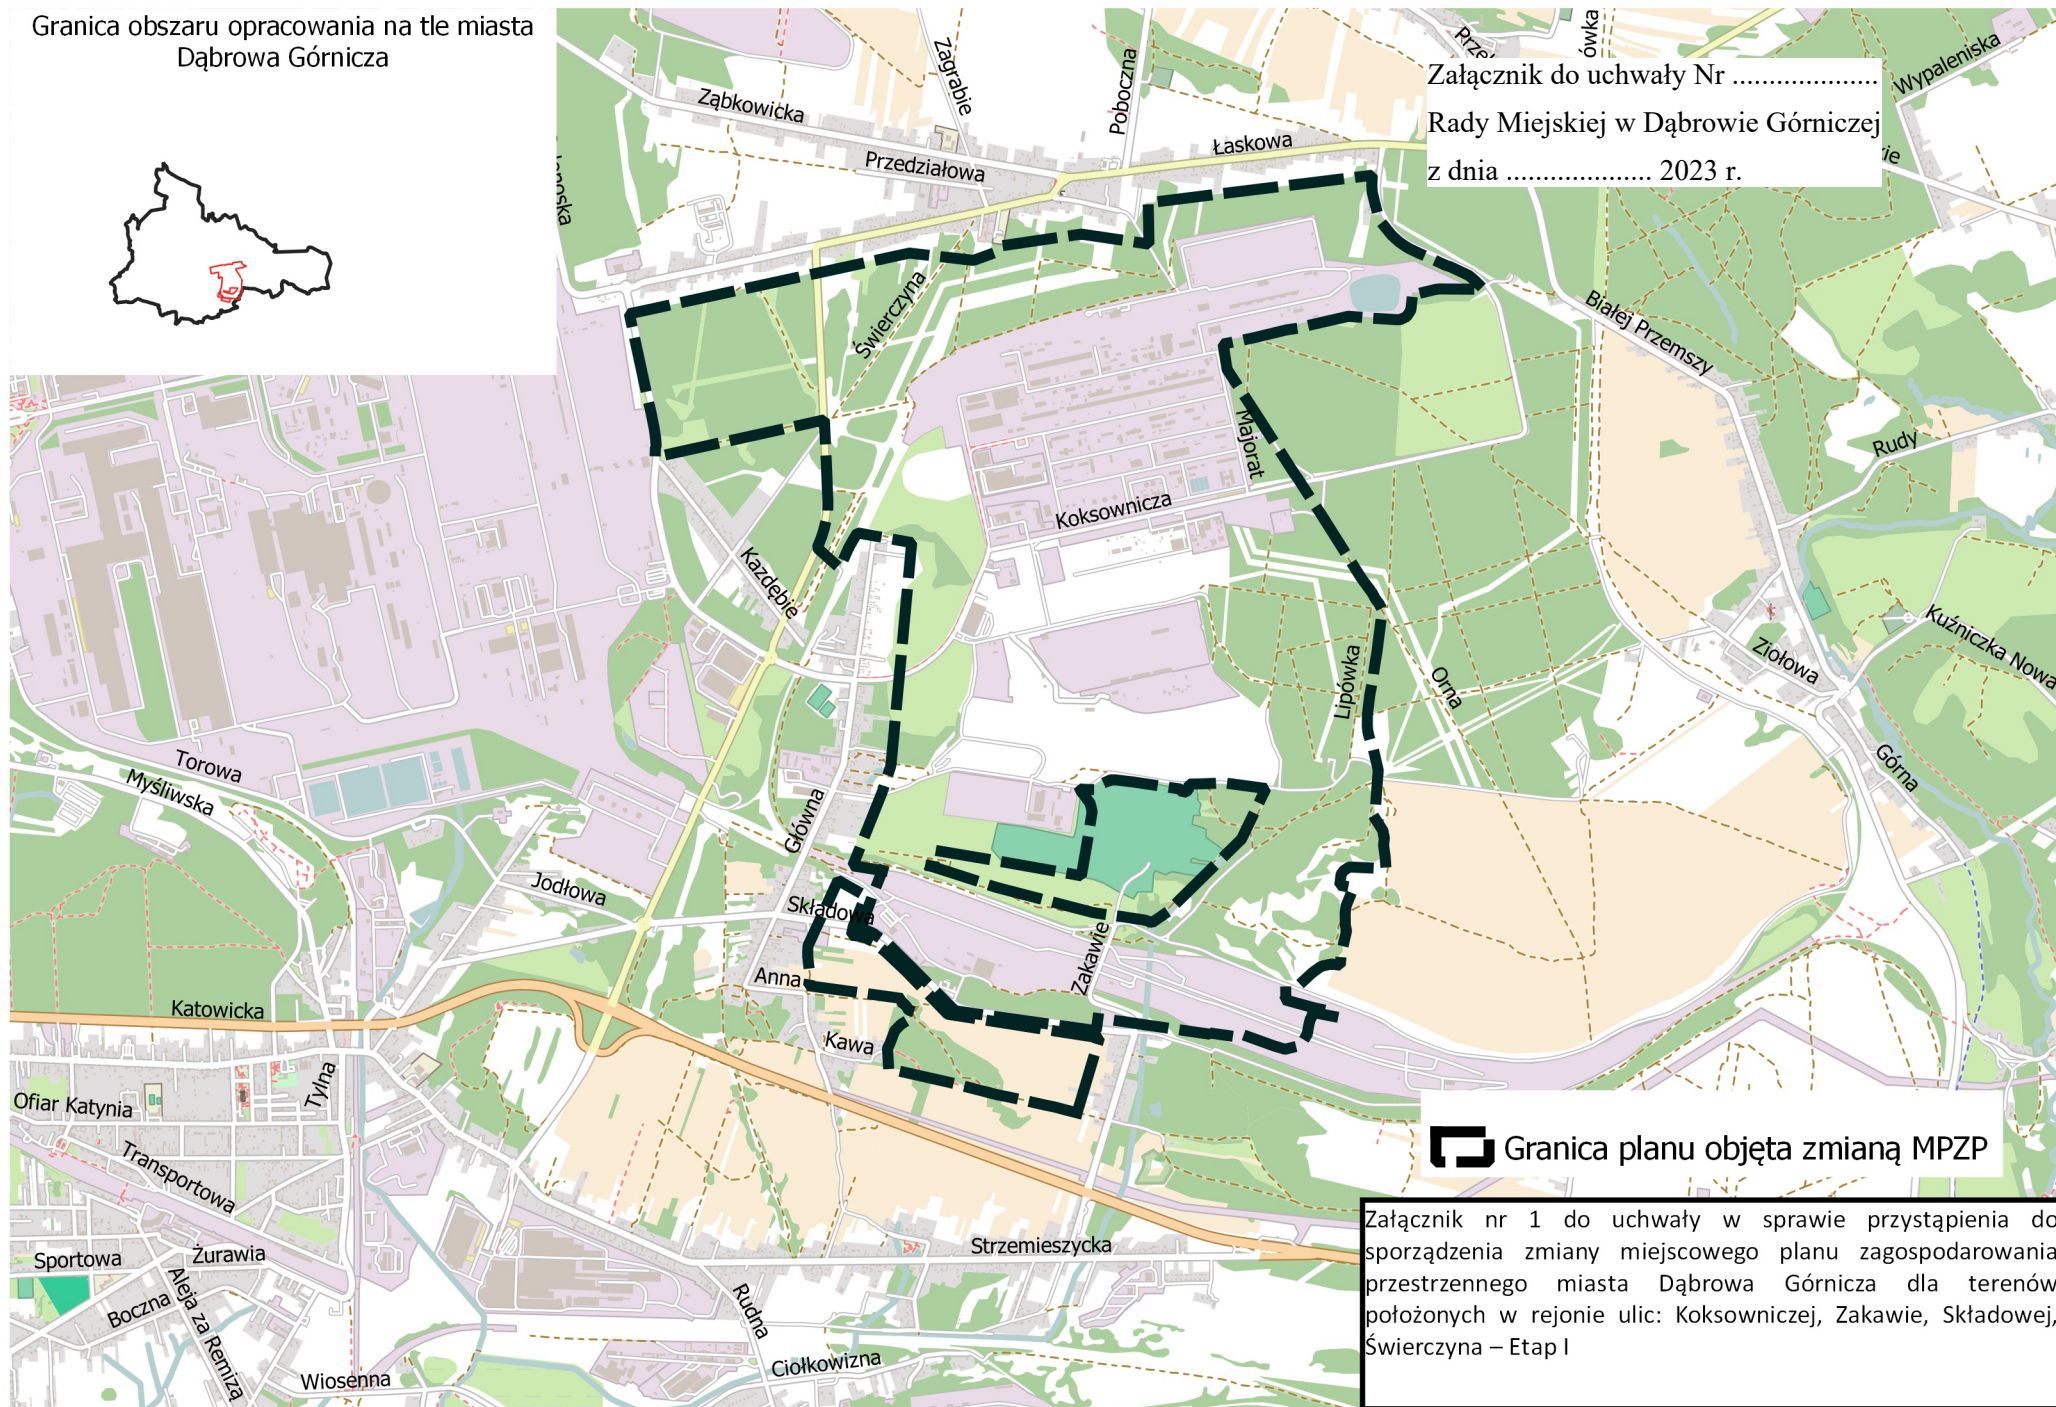 Granica obszaru opracowania na tle miasta
Dąbrowa Górnicza
Załącznik do uchwały Nr ....................
Rady Miejskiej w Dąbrowie Górniczej
z dnia .................... 2023 r.
Ząbkowicka
Zagrabie
Poboczna
Przedziałowa
Łaskowa
Wypaleniska
Świerczyna
Białej Przemszy
Majorat
Rudy
Koksownicza
Kazdębie
Kuźniczka Nowa
Ziołowa
Lipówka
Orna
Górna
Torowa
Myśliwska
Główna
Jodłowa
Składowa
Zakawie
Anna
Katowicka
Kawa
Tylna
Ofiar Katynia
Transportowa
Sportowa
Żurawia
Boczna
Aleja za Remizą
Strzemieszycka
Rudna
Ciołkowizna
Wiosenna
Granica planu objęta zmianą MPZP
Załącznik nr 1 do uchwały w sprawie przystąpienia do
sporządzenia zmiany miejscowego planu zagospodarowania
przestrzennego miasta Dąbrowa Górnicza dla terenów
położonych w rejonie ulic: Koksowniczej, Zakawie, Składowej,
Świerczyna – Etap I